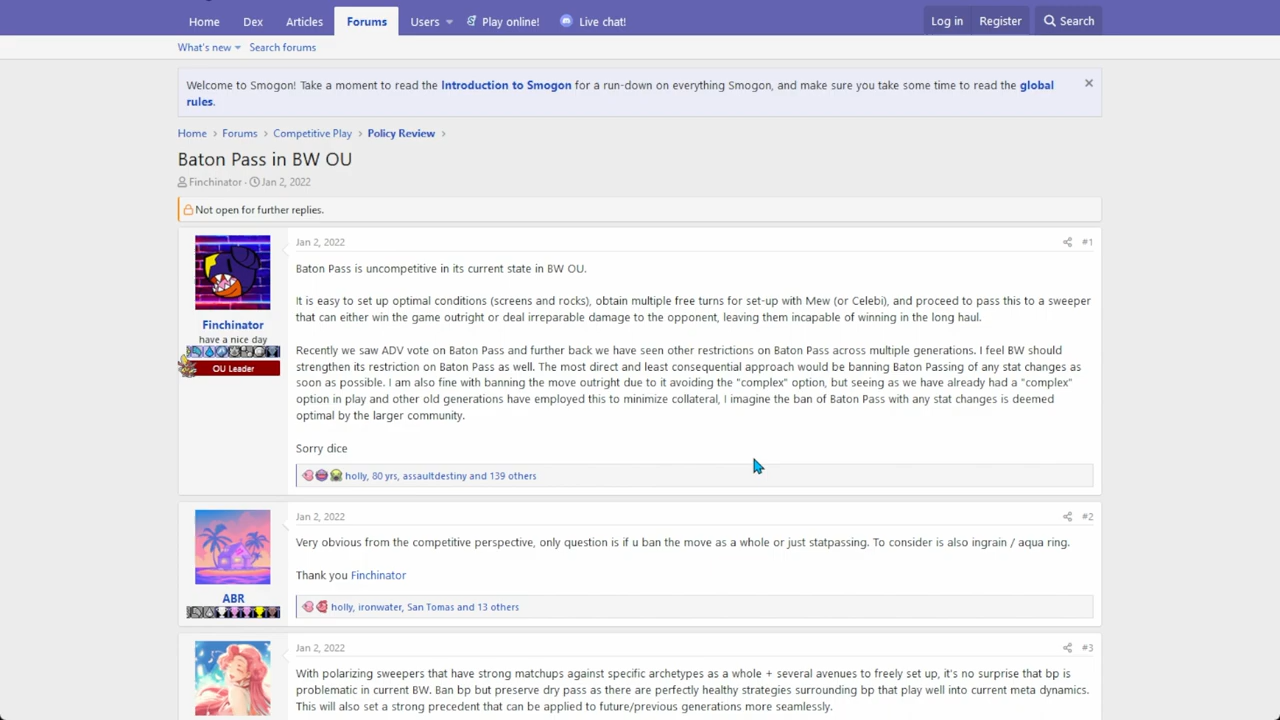 Home Dex Articles Forums Users Play online! Live chat! Log in Register Search
What's new Search forums
Welcome to Smogon! Take a moment to read the Introduction to Smogon for a run-down on everything Smogon, and make sure you take some time to read the global
rules.
Home Forums Competitive Play Policy Review
Baton Pass in BW OU
Finchinator · Jan 2, 2022
Not open for further replies.
Jan 2, 2022 #1
Baton Pass is uncompetitive in its current state in BW OU.
It is easy to set up optimal conditions (screens and rocks), obtain multiple free turns for set-up with Mew (or Celebi), and proceed to pass this to a sweeper
that can either win the game outright or deal irreparable damage to the opponent, leaving them incapable of winning in the long haul.
Finchinator
have a nice day
OU Leader
Recently we saw ADV vote on Baton Pass and further back we have seen other restrictions on Baton Pass across multiple generations. I feel BW should
strengthen its restriction on Baton Pass as well. The most direct and least consequential approach would be banning Baton Passing of any stat changes as
soon as possible. I am also fine with banning the move outright due to it avoiding the "complex" option, but seeing as we have already had a "complex"
option in play and other old generations have employed this to minimize collateral, I imagine the ban of Baton Pass with any stat changes is deemed
optimal by the larger community.
Sorry dice
holly, 80 yrs, assaultdestiny and 139 others
Jan 2, 2022 #2
Very obvious from the competitive perspective, only question is if u ban the move as a whole or just statpassing. To consider is also ingrain / aqua ring.
Thank you Finchinator
ABR
holly, ironwater, San Tomas and 13 others
Jan 2, 2022 #3
With polarizing sweepers that have strong matchups against specific archetypes as a whole + several avenues to freely set up, it's no surprise that bp is
problematic in current BW. Ban bp but preserve dry pass as there are perfectly healthy strategies surrounding bp that play well into current meta dynamics.
This will also set a strong precedent that can be applied to future/previous generations more seamlessly.